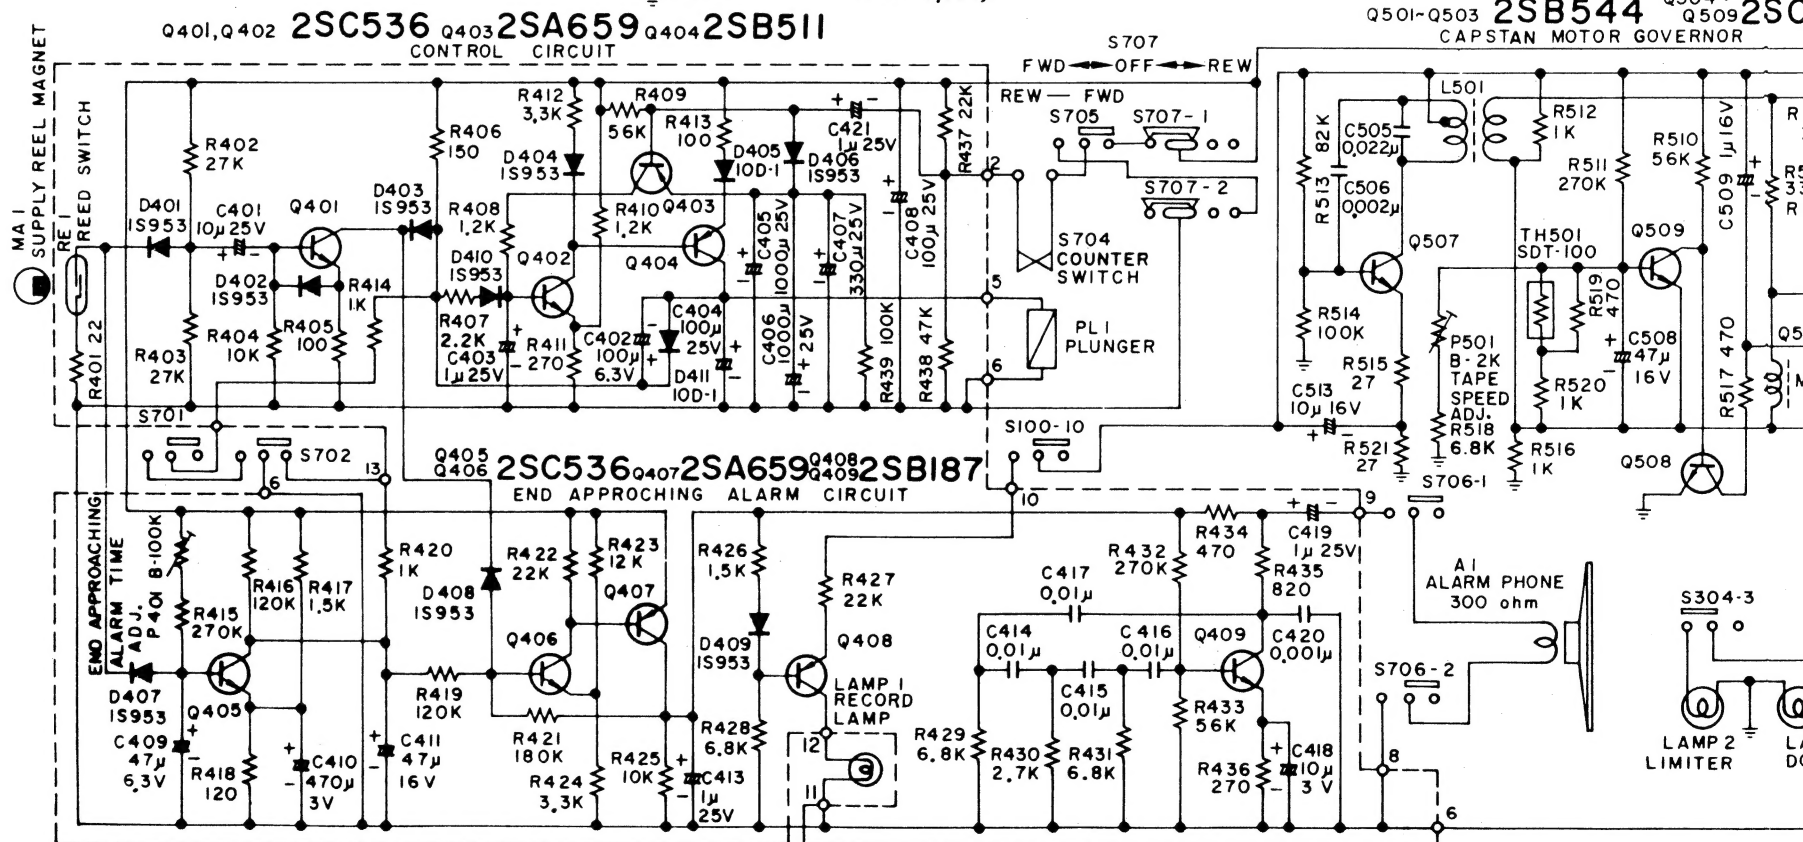 Q401,Q402 2SC536 Q403 2SA659 Q404 2SB511
CONTROL CIRCUIT
Q501~Q503 2SB544 Q509 2SC
CAPSTAN MOTOR GOVERNOR
S707
FWD OFF REW
REW — FWD
S705 S707-1
S707-2
MA1
SUPPLY REEL MAGNET
RE1
REED SWITCH
R401 22
R402
27K
D401
1S953
C401
10μ 25V
Q401
D402
1S953
R403
27K
R404
10K
R405
100
R414
1K
D403
1S953
R406
150
R408
1.2K
D410
1S953
R407
2.2K
C403
1μ 25V
R412
3.3K
D404
1S953
Q402
R411
270
R409
56K
R410
1.2K
Q403
Q404
C402
100μ
6.3V
C404
100μ
25V
D411
10D-1
R413
100
D405
10D-1
D406
1S953
C421
1μ 25V
C405
1000μ 25V
C406
1000μ 25V
C407
330μ 25V
C408
100μ 25V
R439 100K
R438 47K
R437 22K
2
5
6
S704
COUNTER
SWITCH
PL1
PLUNGER
L501
R513 82K
C505
0.022μ
C506
0.002μ
Q507
R514
100K
R515
27
C513
10μ 16V
R521
27
R512
1K
R511
270K
TH501
SDT-100
R519
470
P501
B-2K
TAPE
SPEED
ADJ.
R518
6.8K
R520
1K
R516
1K
C508
47μ
16V
Q509
R510
56K
C509 1μ 16V
R517 470
Q508
S701
S702
13
6
S100-10
10
Q405
Q406 2SC536 Q407 2SA659 Q408
Q409 2SB187
END APPROCHING ALARM CIRCUIT
END APPROACHING
ALARM TIME
ADJ.
P401 B-100K
R415
270K
D407
1S953
Q405
C409
47μ
6.3V
R416
120K
R417
1.5K
R418
120
C410
470μ
3V
R420
1K
C411
47μ
16V
R419
120K
D408
1S953
Q406
R421
180K
R422
22K
R423
12K
Q407
R424
3.3K
R425
10K
C413
1μ
25V
R426
1.5K
D409
1S953
R428
6.8K
R427
22K
Q408
LAMP 1
RECORD
LAMP
12
11
C417
0.01μ
C414
0.01μ
C415
0.01μ
C416
0.01μ
R429
6.8K
R430
2.7K
R431
6.8K
R432
270K
R433
56K
R434
470
R435
820
Q409
C420
0.001μ
R436
270
C418
10μ
3V
C419
1μ 25V
9
8
6
S706-1
S706-2
A1
ALARM PHONE
300 ohm
S304-3
LAMP 2
LIMITER